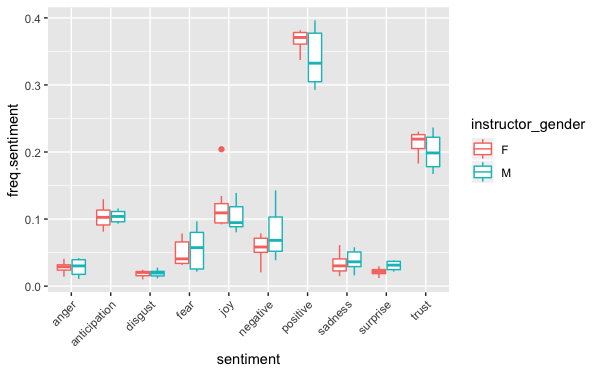 freq.sentiment
0.4
0.3
0.2
0.1
0.0
anger
anticipation
disgust
fear
joy
negative
positive
sadness
surprise
trust
sentiment
instructor_gender
F
M